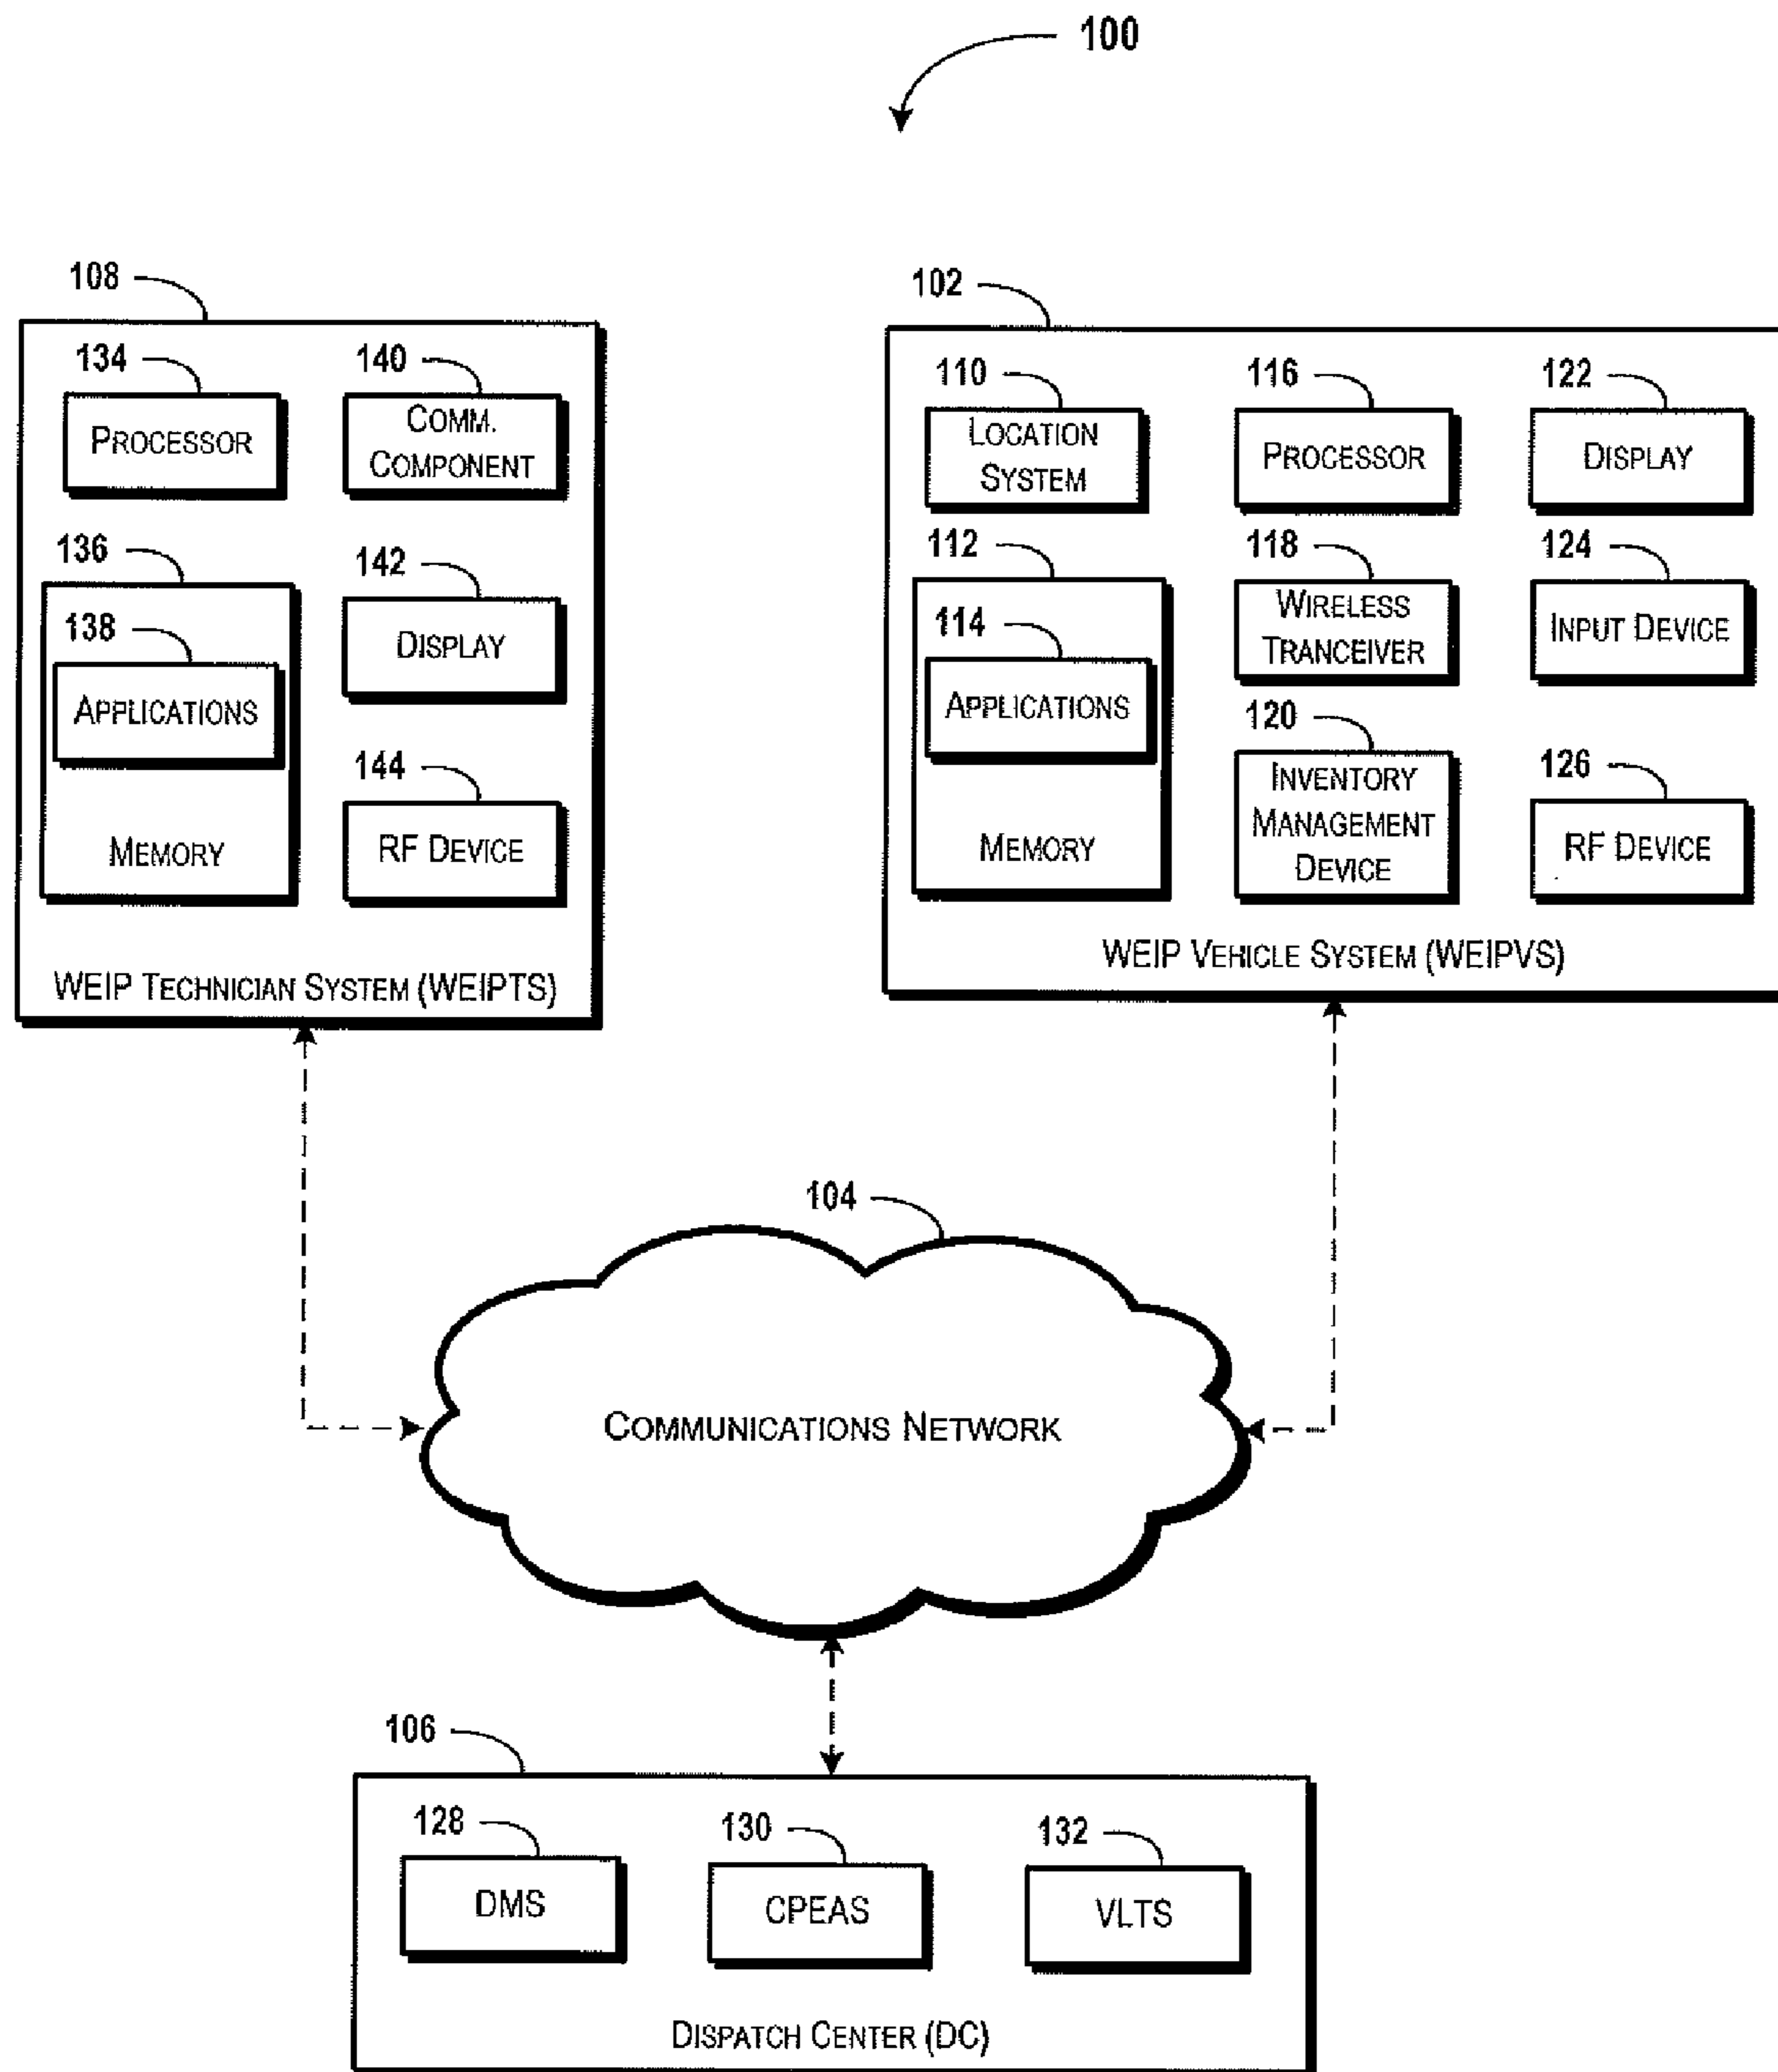 100
108
102
134
140
110
116
122
PROCESSOR
COMM.
COMPONENT
LOCATION
SYSTEM
PROCESSOR
DISPLAY
136
142
112
118
124
138
APPLICATIONS
MEMORY
DISPLAY
114
APPLICATIONS
MEMORY
WIRELESS
TRANCEIVER
INPUT DEVICE
144
RF DEVICE
120
INVENTORY
MANAGEMENT
DEVICE
126
RF DEVICE
WEIP TECHNICIAN SYSTEM (WEIPTS)
WEIP VEHICLE SYSTEM (WEIPVS)
104
COMMUNICATIONS NETWORK
106
128
130
132
DMS
CPEAS
VLTS
DISPATCH CENTER (DC)